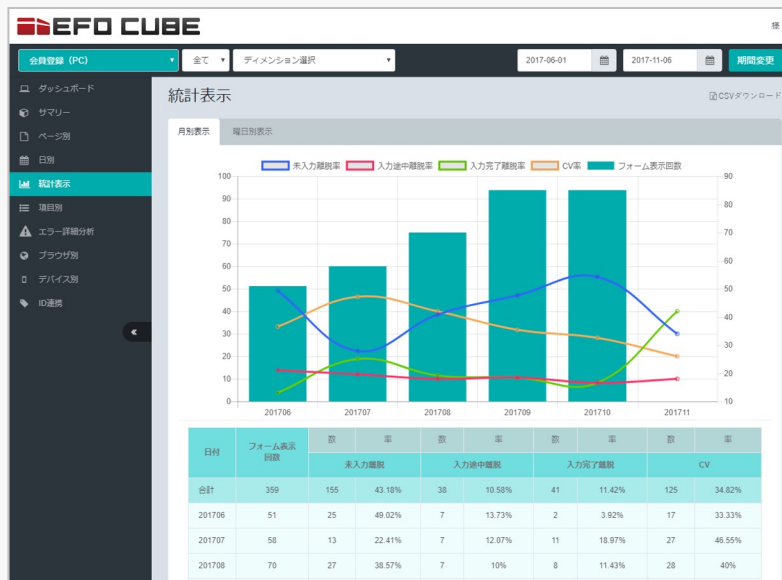 EFO CUBE
様
会員登録（PC） 全て ディメンション選択 2017-06-01 2017-11-06 期間変更
ダッシュボード
サマリー
ページ別
日別
統計表示
項目別
エラー詳細分析
ブラウザ別
デバイス別
ID連携
«
統計表示 CSVダウンロード
月別表示 曜日別表示
未入力離脱率 入力途中離脱率 入力完了離脱率 CV率 フォーム表示回数
100 90
90 80
80
70 70
60 60
50 50
40 40
30 30
20 20
10
0 10
201706 201707 201708 201709 201710 201711
日付 フォーム表示回数 数 率 数 率 数 率 数 率
未入力離脱 入力途中離脱 入力完了離脱 CV
合計 359 155 43.18% 38 10.58% 41 11.42% 125 34.82%
201706 51 25 49.02% 7 13.73% 2 3.92% 17 33.33%
201707 58 13 22.41% 7 12.07% 11 18.97% 27 46.55%
201708 70 27 38.57% 7 10% 8 11.43% 28 40%